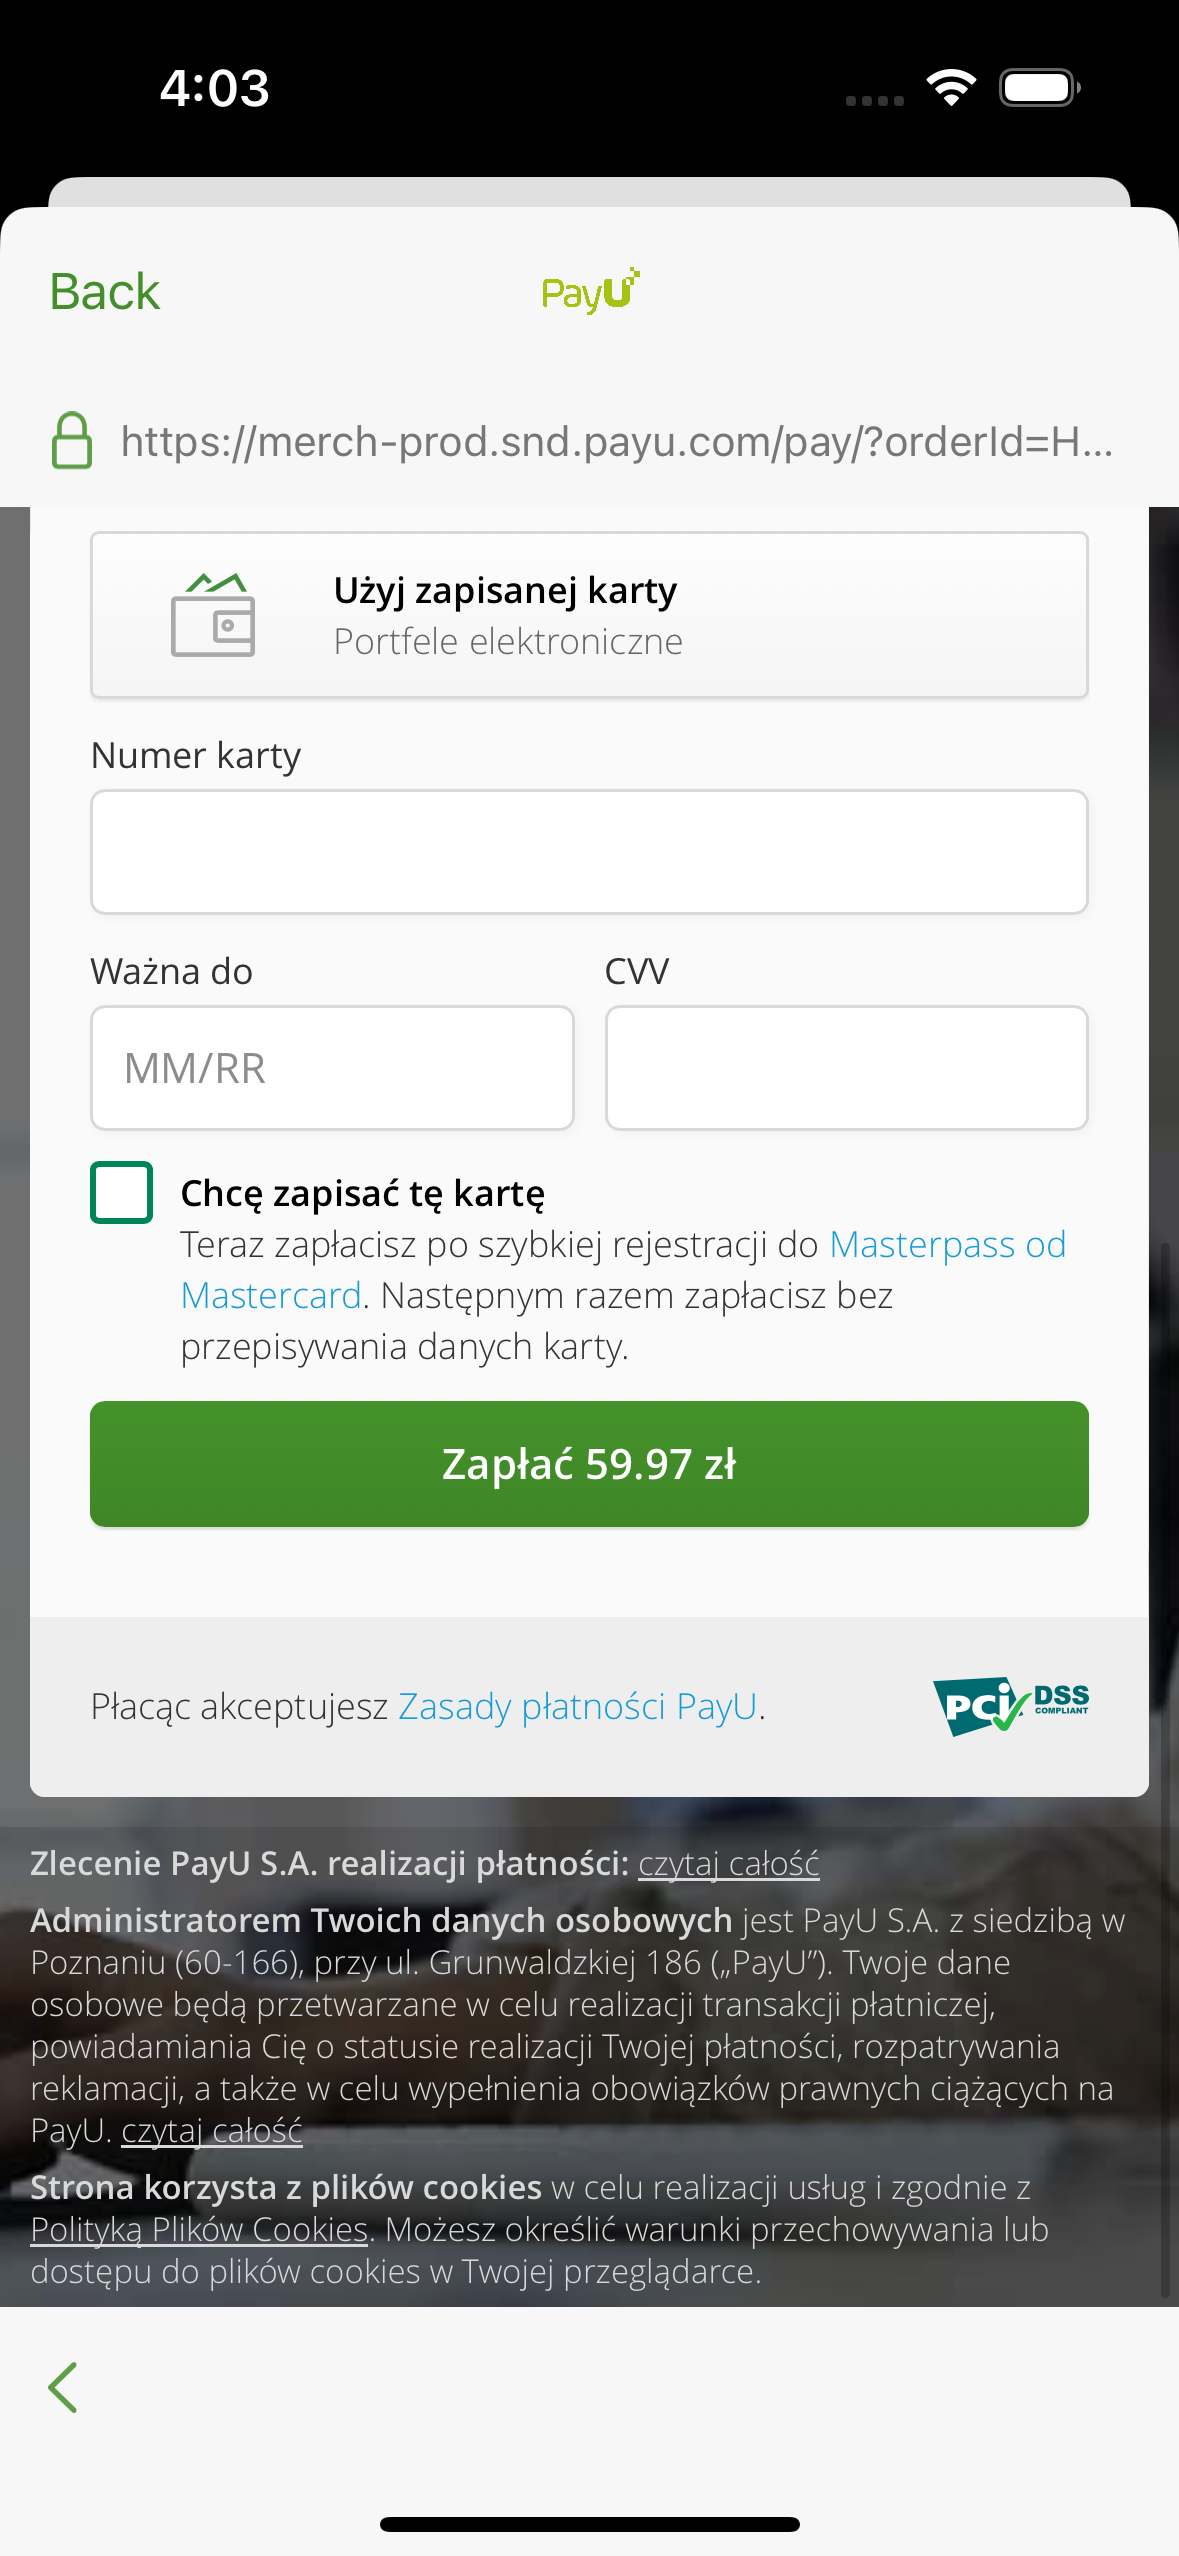 4:03
Back
PayU
https://merch-prod.snd.payu.com/pay/?orderId=H...
Użyj zapisanej karty
Portfele elektroniczne
Numer karty
Ważna do
CVV
MM/RR
Chcę zapisać tę kartę
Teraz zapłacisz po szybkiej rejestracji do Masterpass od
Mastercard. Następnym razem zapłacisz bez
przepisywania danych karty.
Zapłać 59.97 zł
Płacąc akceptujesz Zasady płatności PayU.
PCi DSS
COMPLIANT
Zlecenie PayU S.A. realizacji płatności: czytaj całość
Administratorem Twoich danych osobowych jest PayU S.A. z siedzibą w
Poznaniu (60-166), przy ul. Grunwaldzkiej 186 („PayU”). Twoje dane
osobowe będą przetwarzane w celu realizacji transakcji płatniczej,
powiadamiania Cię o statusie realizacji Twojej płatności, rozpatrywania
reklamacji, a także w celu wypełnienia obowiązków prawnych ciążących na
PayU. czytaj całość
Strona korzysta z plików cookies w celu realizacji usług i zgodnie z
Polityką Plików Cookies. Możesz określić warunki przechowywania lub
dostępu do plików cookies w Twojej przeglądarce.